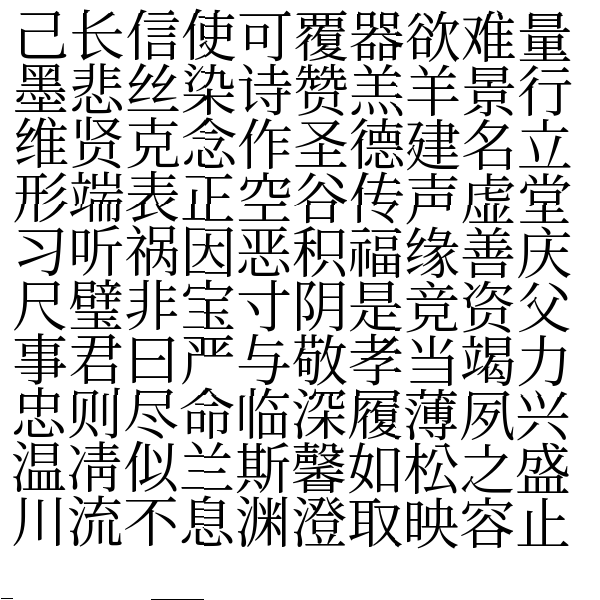 己长信使可覆器欲难量
墨悲丝染诗赞羔羊景行
维贤克念作圣德建名立
形端表正空谷传声虚堂
习听祸因恶积福缘善庆
尺璧非宝寸阴是竞资父
事君曰严与敬孝当竭力
忠则尽命临深履薄夙兴
温凊似兰斯馨如松之盛
川流不息渊澄取映容止